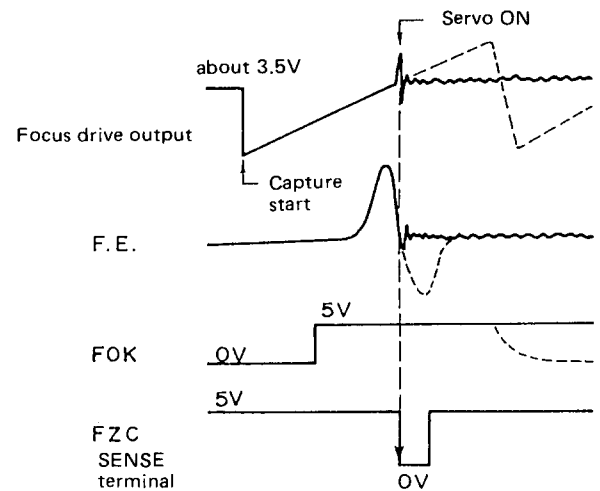 Servo ON
about 3.5V
Focus drive output
Capture
start
F.E.
5V
FOK
0V
5V
FZC
SENSE
terminal
0V